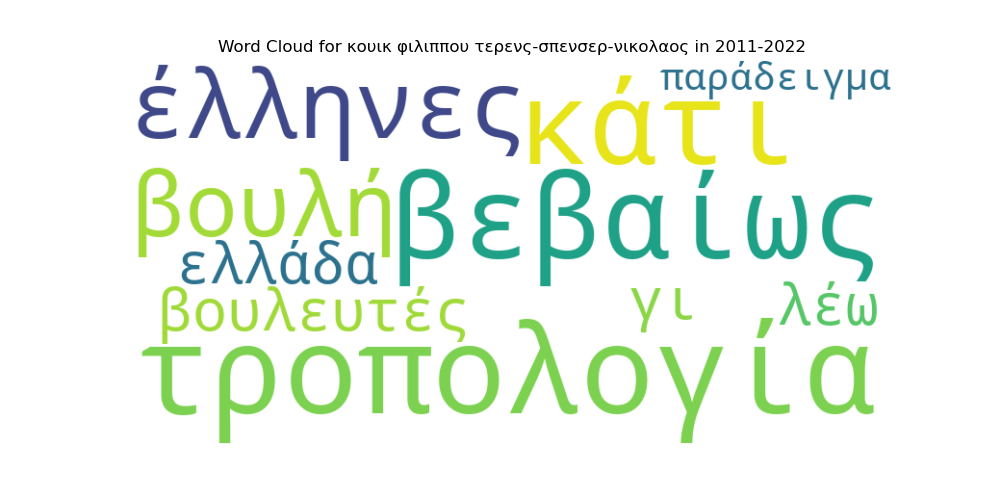 Word Cloud for κουικ φιλιππου τερενς-σπενσερ-νικολαος in 2011-2022
παράδειγμα
έλληνες κάτι
βουλή βεβαίως
ελλάδα
βουλευτές γι λέω
τροπολογία